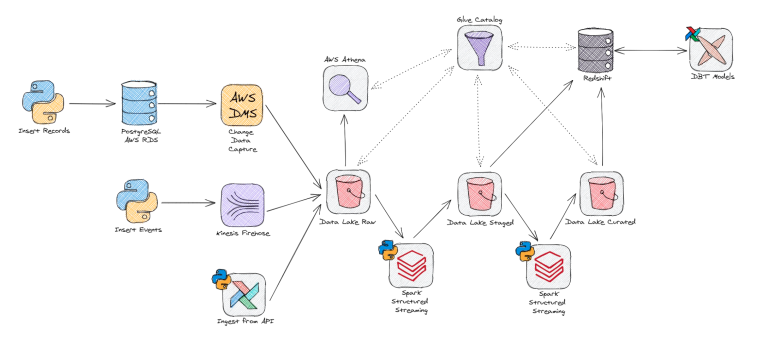 Glue Catalog
AWS Athena
Redshift
DBT Models
AWS
DMS
Insert Records
PostgreSQL
AWS RDS
Change
Data
Capture
Insert Events
Kinesis Firehose
Data Lake Raw
Data Lake Staged
Data Lake Curated
Spark
Structured
Streaming
Spark
Structured
Streaming
Ingest from API